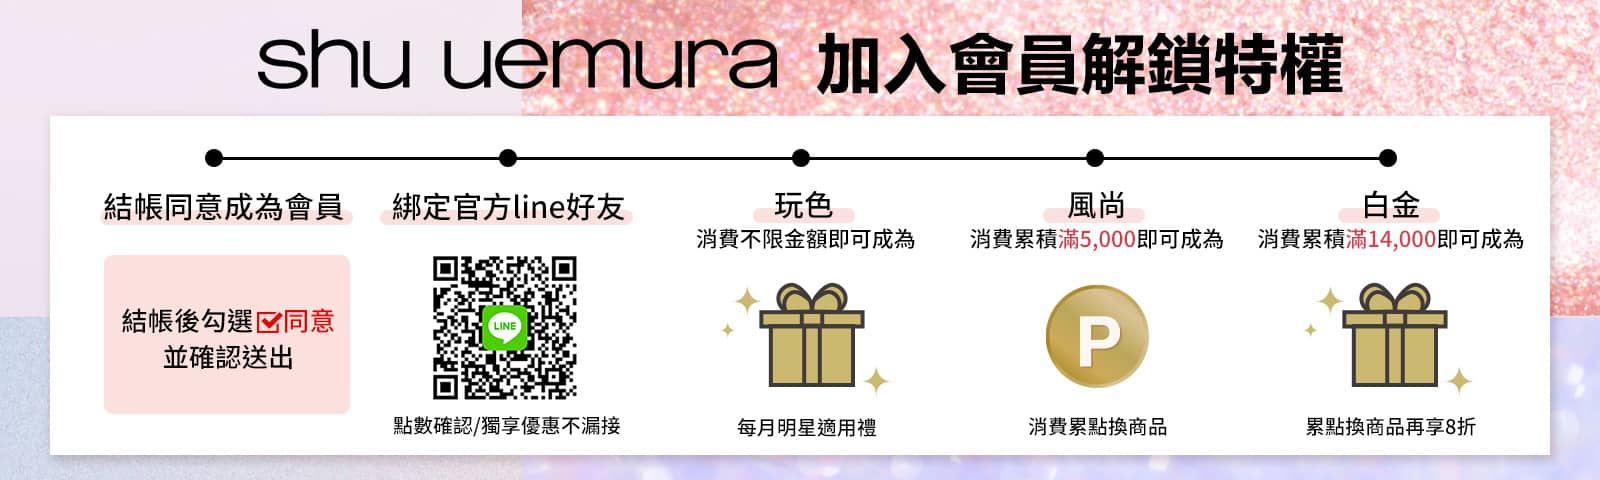 shu uemura 加入會員解鎖特權
結帳同意成為會員
結帳後勾選同意
並確認送出
綁定官方line好友
LINE
點數確認/獨享優惠不漏接
玩色
消費不限金額即可成為
每月明星適用禮
風尚
消費累積滿5,000即可成為
P
消費累點換商品
白金
消費累積滿14,000即可成為
累點換商品再享8折